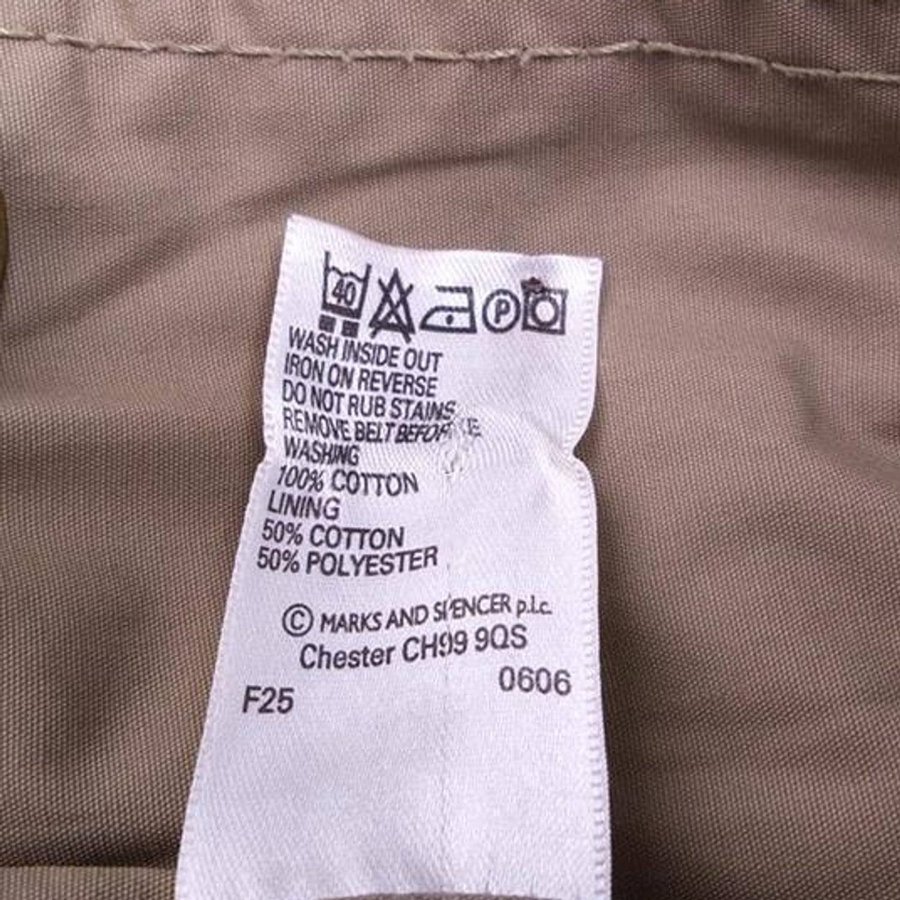 40 P
WASH INSIDE OUT
IRON ON REVERSE
DO NOT RUB STAINS
REMOVE BELT BEFORE
WASHING
100% COTTON
LINING
50% COTTON
50% POLYESTER
© MARKS AND SPENCER p.l.c.
Chester CH99 9QS
F25 0606